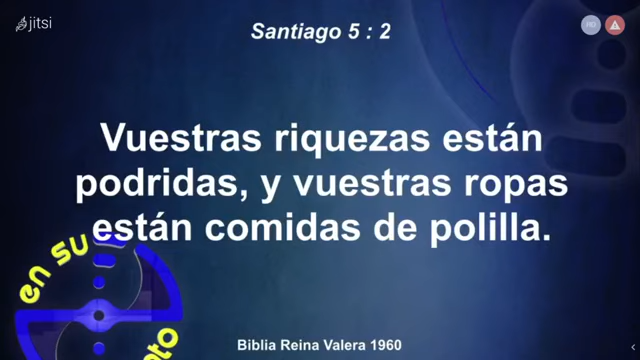 jitsi
HD
Santiago 5 : 2
Vuestras riquezas están
podridas, y vuestras ropas
están comidas de polilla.
en su
Biblia Reina Valera 1960